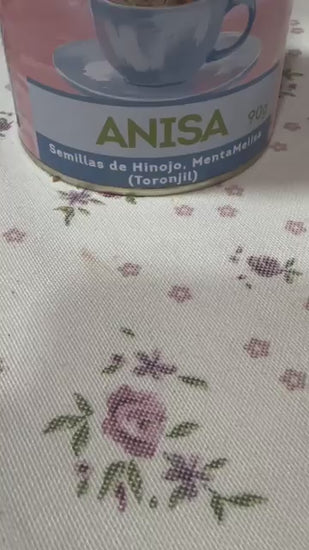 ANISA
90g
Semillas de Hinojo, MentaMelisa
(Toronjil)